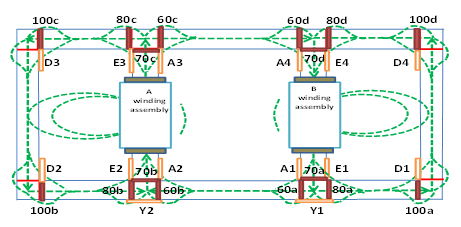 100c 80c 60c 60d 80d 100d
D3 E3 70c A3 A4 70d E4 D4
A B
winding winding
assembly assembly
D2 E2 70b A2 A1 70a E1 D1
80b 60b 60a 80a
100b Y2 Y1 100a